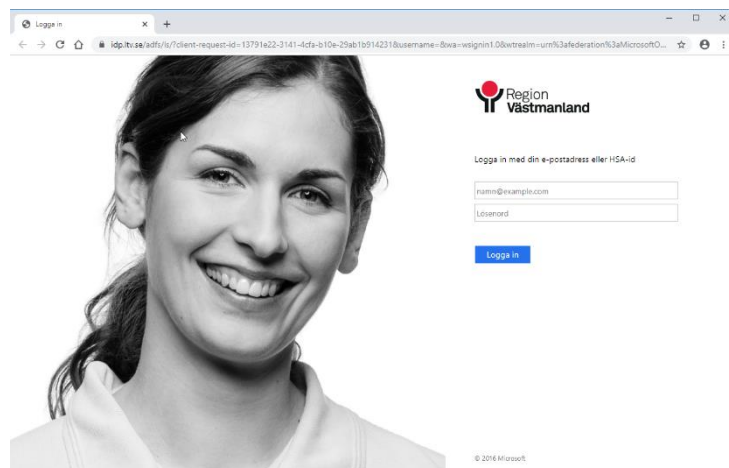 Logga in
idp.ltv.se/adfs/ls/?client-request-id=13791e22-3141-4cfa-b10e-29ab1b914231&username=&wa=wsignin1.0&wtrealm=urn%3afederation%3aMicrosoftO...
Region
Västmanland
Logga in med din e-postadress eller HSA-id
namn@example.com
Lösenord
Logga in
© 2016 Microsoft